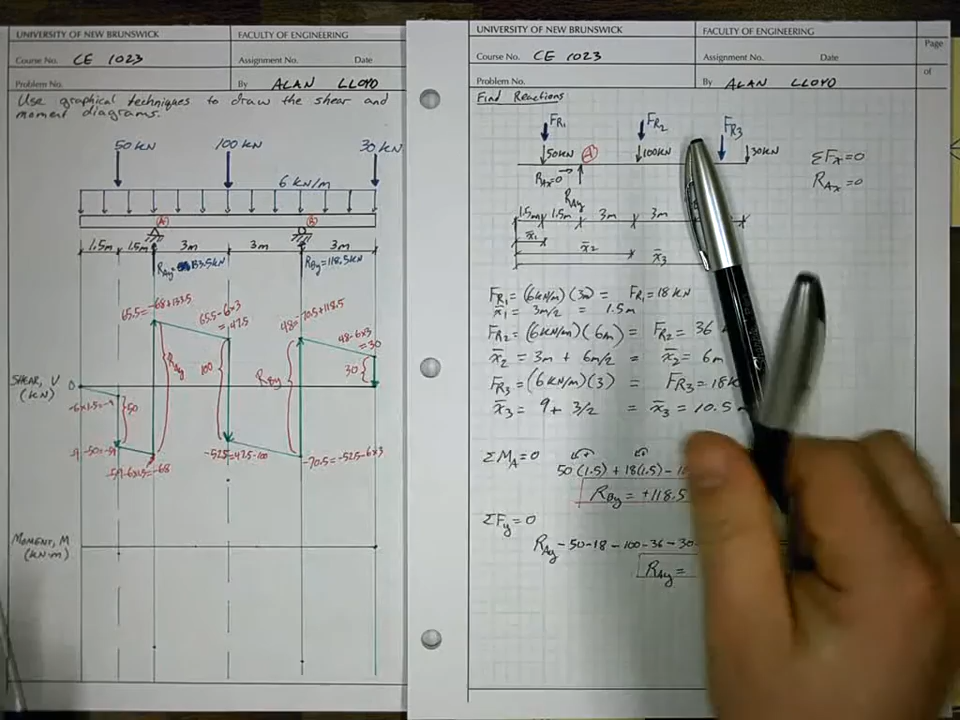 UNIVERSITY OF NEW BRUNSWICK
FACULTY OF ENGINEERING
Course No. CE 1023
Assignment No.
Date
Problem No.
By ALAN LLOYD
Use graphical techniques to draw the shear and
moment diagrams.
50 kN
100 kN
30 kN
6 kN/m
A
B
1.5m
1.5m
3m
3m
3m
RAy= 133.5kN
RBy=118.5kN
65.5=-68+133.5
65.5-6×3
=47.5
48=-70.5+118.5
48-6×3
=30
RAy
100
RBy
30
SHEAR, V
(KN)
0
-6×1.5=-9
50
-9-50=-59
-59-6×1.5=-68
-52.5=47.5-100
-70.5=-52.5-6×3
MOMENT, M
(KN·m)
UNIVERSITY OF NEW BRUNSWICK
FACULTY OF ENGINEERING
Page
Course No. CE 1023
Assignment No.
Date
of
Problem No.
By ALAN LLOYD
Find Reactions
FR1
FR2
FR3
50kN
A
100kN
30kN
RAx=0
RAy
ΣFx=0
RAx=0
1.5m
1.5m
3m
3m
x̄1
x̄2
x̄3
FR1=(6kN/m)(3m)= FR1=18 KN
x̄1= 3m/2 = 1.5m
FR2=(6kN/m)(6m) = FR2= 36
x̄2= 3m + 6m/2 = x̄2= 6m
FR3=(6kN/m)(3) = FR3=18K
x̄3= 9+ 3/2 = x̄3= 10.5
ΣMA=0
50(1.5)+18(1.5)-
RBy= +118.5
ΣFy=0
RAy-50-18-100-36-30-
RAy=